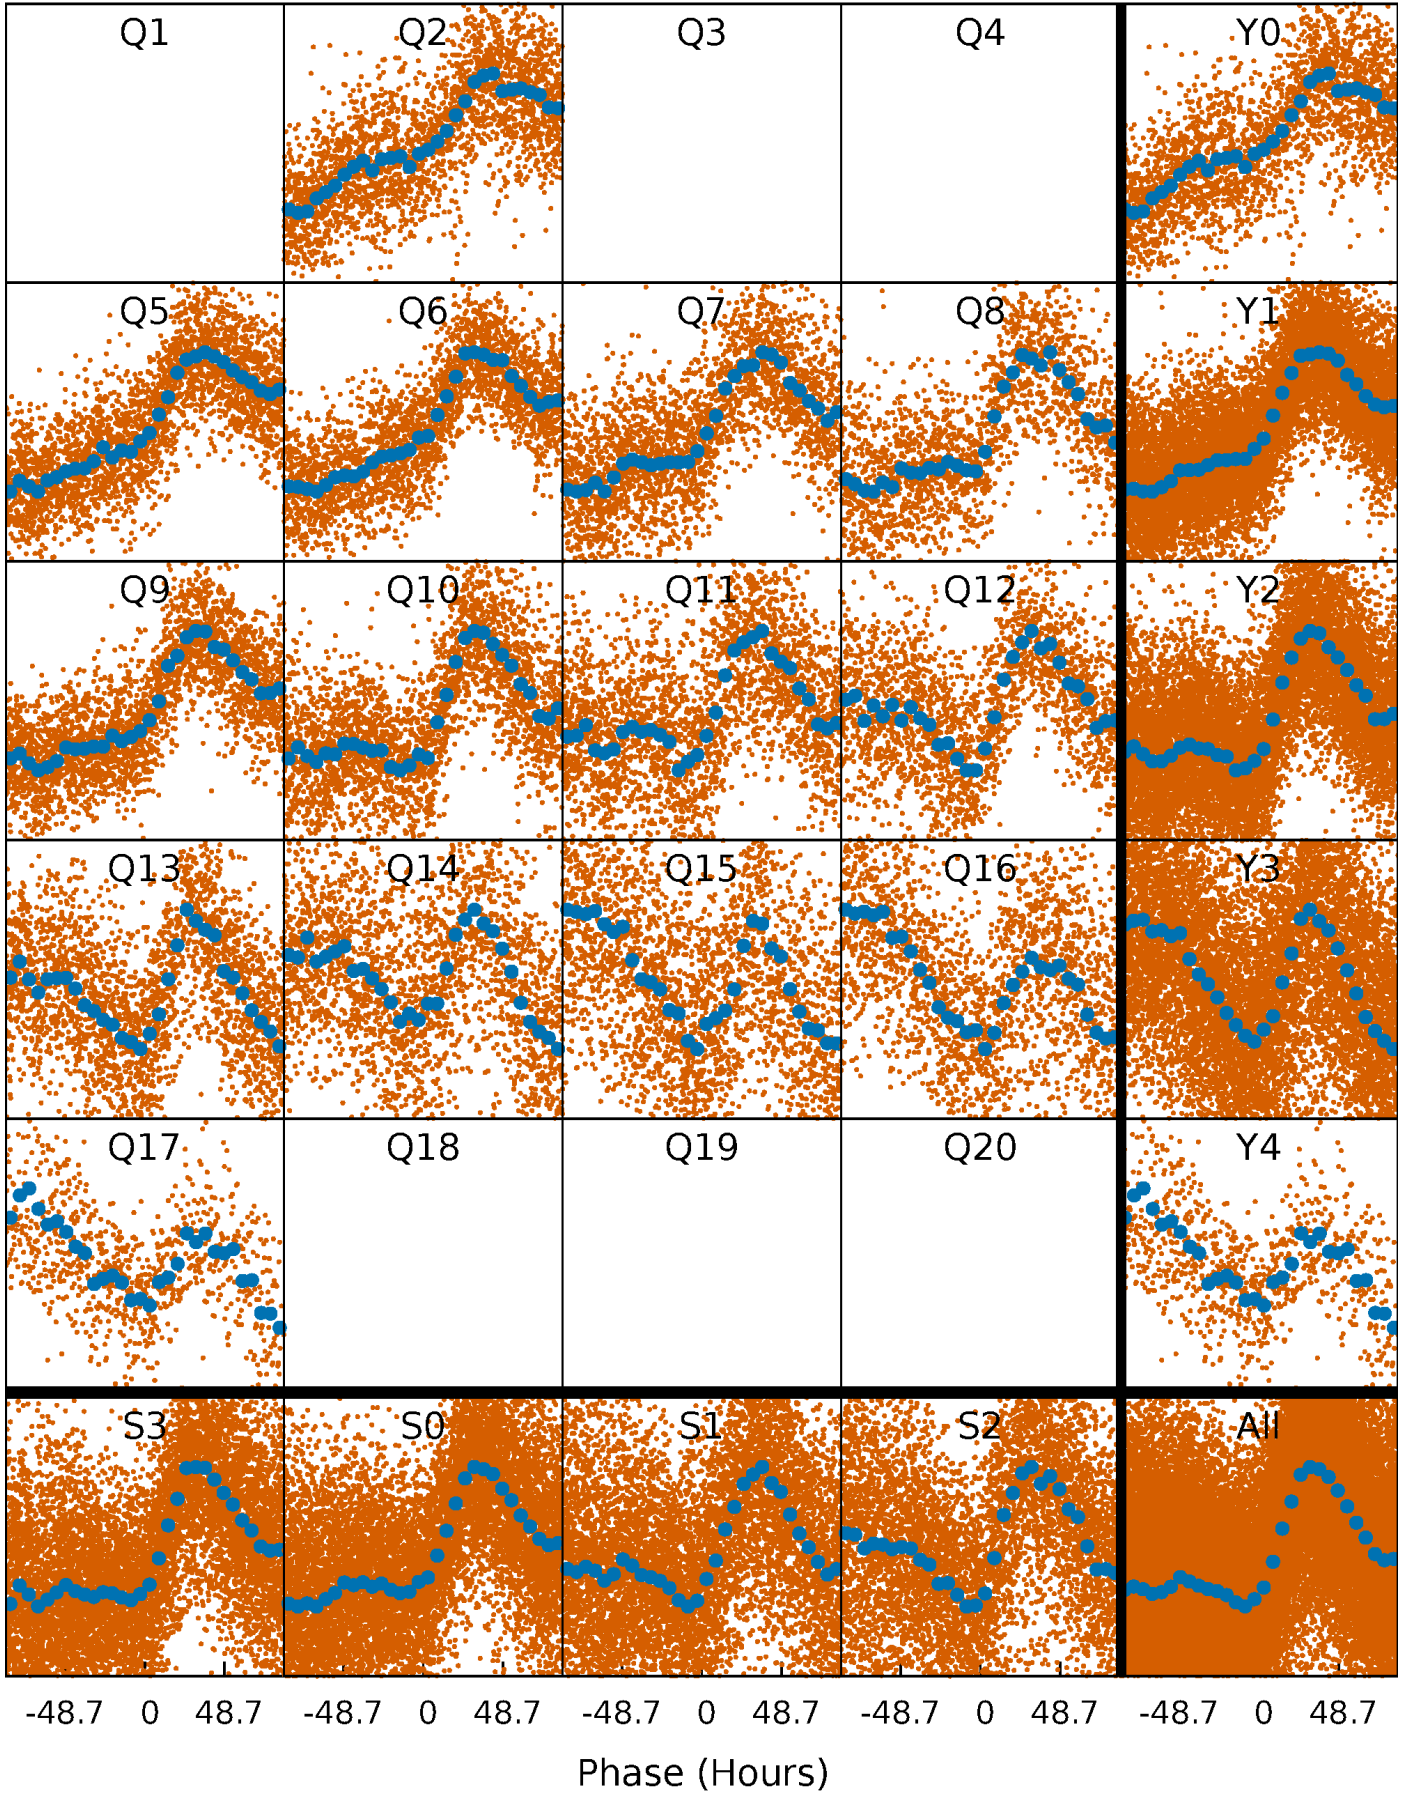 Q1 Q2 Q3 Q4 Y0
Q5 Q6 Q7 Q8 Y1
Q9 Q10 Q11 Q12 Y2
Q13 Q14 Q15 Q16 Y3
Q17 Q18 Q19 Q20 Y4
S3 S0 S1 S2 All
-48.7 0 48.7 -48.7 0 48.7 -48.7 0 48.7 -48.7 0 48.7 -48.7 0 48.7
Phase (Hours)